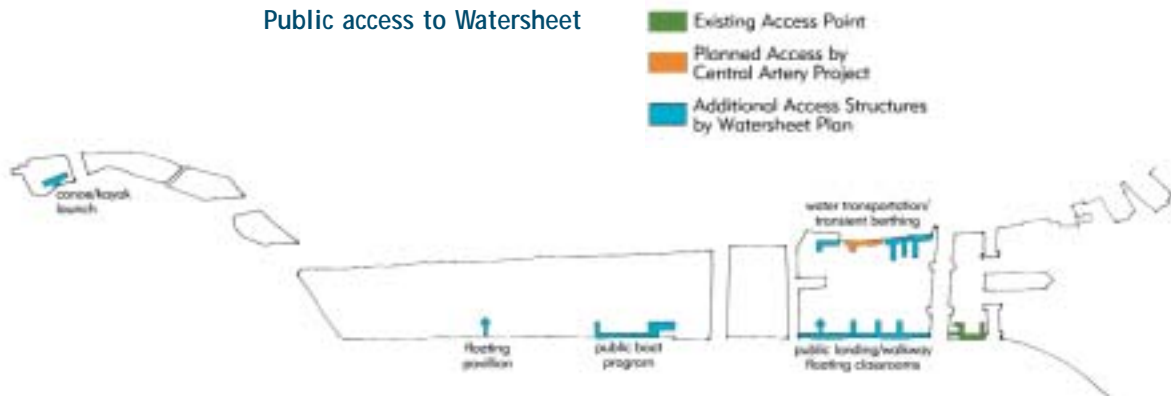 Public access to Watersheet
Existing Access Point
Planned Access by
Central Artery Project
Additional Access Structures
by Watersheet Plan
canoe/kayak
launch
water transportation/
transient berthing
floating
pavillion
public boat
program
public landing/walkway
floating classrooms